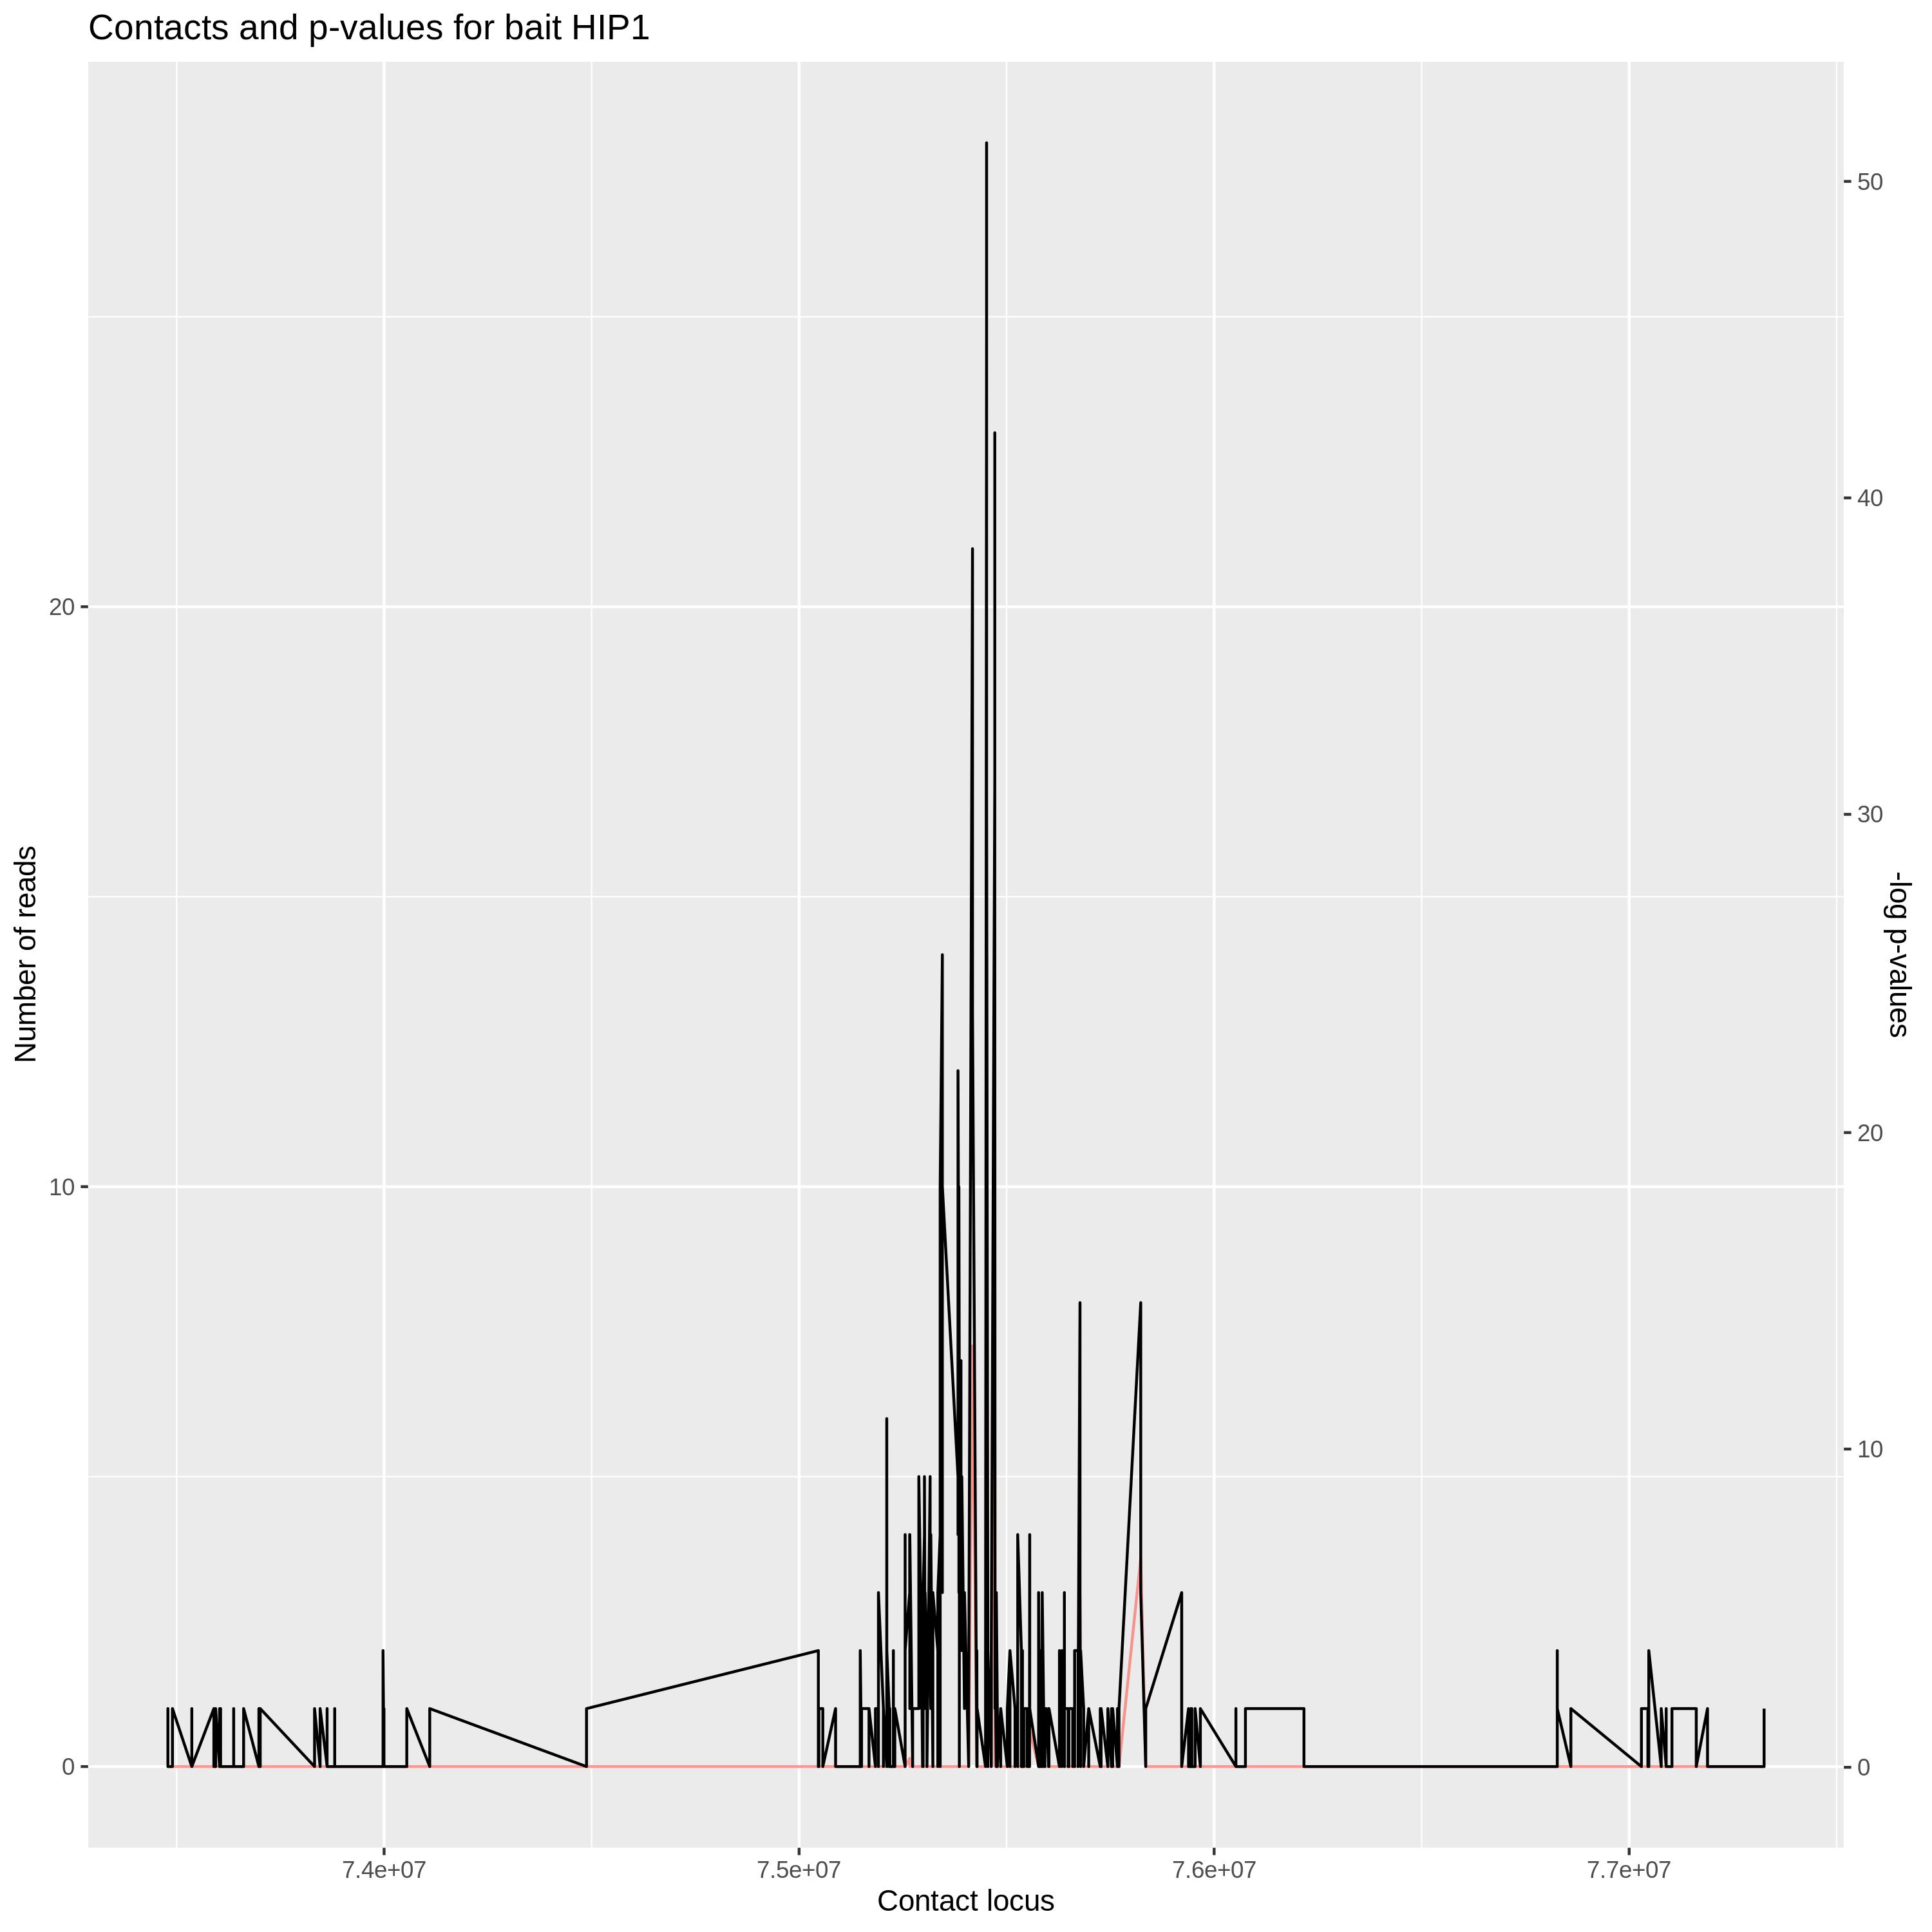 Contacts and p-values for bait HIP1
Number of reads
20
10
0
50
40
30
20
10
0
-log p-values
7.4e+07
7.5e+07
7.6e+07
7.7e+07
Contact locus